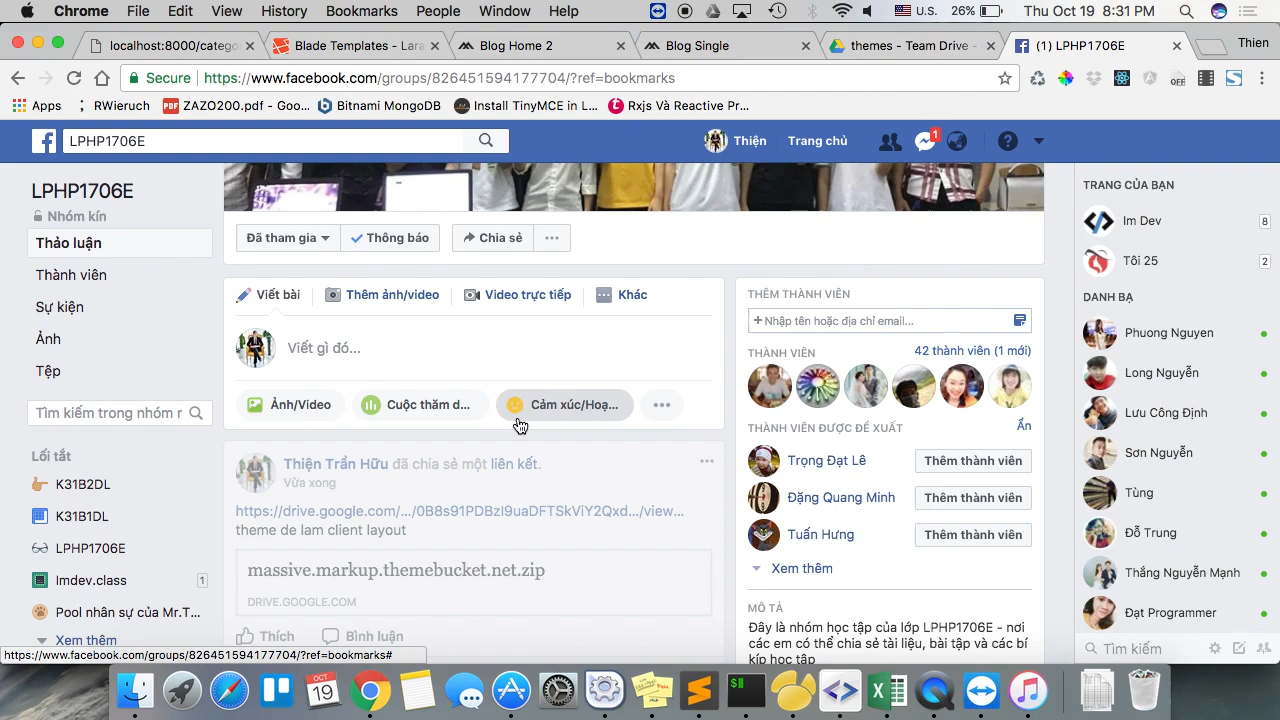 Chrome File Edit View History Bookmarks People Window Help U.S. 26% Thu Oct 19 8:31 PM
localhost:8000/catego Blade Templates - Lara Blog Home 2 Blog Single themes - Team Drive - (1) LPHP1706E Thien
Secure https://www.facebook.com/groups/826451594177704/?ref=bookmarks
Apps RWieruch ZAZO200.pdf - Goo... Bitnami MongoDB Install TinyMCE in L... Rxjs Và Reactive Pr...
LPHP1706E Thiện Trang chủ 1
LPHP1706E
Nhóm kín
Thảo luận
Thành viên
Sự kiện
Ảnh
Tệp
Tìm kiếm trong nhóm r
Lối tắt
K31B2DL
K31B1DL
LPHP1706E
Imdev.class 1
Pool nhân sự của Mr.T...
Xem thêm
https://www.facebook.com/groups/826451594177704/?ref=bookmarks#
Đã tham gia Thông báo Chia sẻ
Viết bài Thêm ảnh/video Video trực tiếp Khác
Viết gì đó...
Ảnh/Video Cuộc thăm d... Cảm xúc/Hoạ...
Thiện Trần Hữu đã chia sẻ một liên kết.
Vừa xong
https://drive.google.com/.../0B8s91PDBzI9uaDFTSkViY2Qxd.../view...
theme de lam client layout
massive.markup.themebucket.net.zip
DRIVE.GOOGLE.COM
Thích Bình luận
THÊM THÀNH VIÊN
+ Nhập tên hoặc địa chỉ email...
THÀNH VIÊN 42 thành viên (1 mới)
THÀNH VIÊN ĐƯỢC ĐỀ XUẤT Ẩn
Trọng Đạt Lê Thêm thành viên
Đặng Quang Minh Thêm thành viên
Tuấn Hưng Thêm thành viên
Xem thêm
MÔ TẢ
Đây là nhóm học tập của lớp LPHP1706E - nơi
các em có thể chia sẻ tài liệu, bài tập và các bí
kíp học tập
TRANG CỦA BẠN
Im Dev 8
Tôi 25 2
DANH BẠ
Phuong Nguyen
Long Nguyễn
Lưu Công Định
Sơn Nguyễn
Tùng
Đỗ Trung
Thắng Nguyễn Mạnh
Đạt Programmer
Tìm kiếm
OCT
19